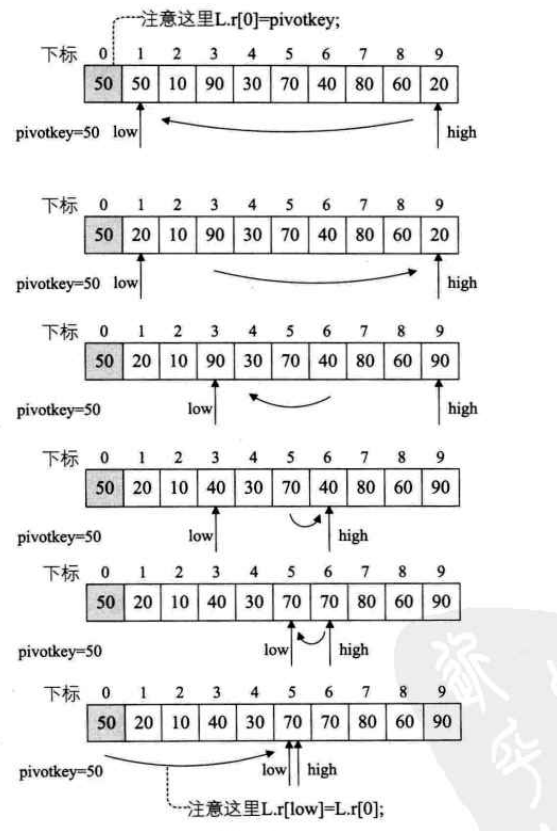 注意这里L.r[0]=pivotkey;
下标 0 1 2 3 4 5 6 7 8 9
50 50 10 90 30 70 40 80 60 20
pivotkey=50 low high
下标 0 1 2 3 4 5 6 7 8 9
50 20 10 90 30 70 40 80 60 20
pivotkey=50 low high
下标 0 1 2 3 4 5 6 7 8 9
50 20 10 90 30 70 40 80 60 90
pivotkey=50 low high
下标 0 1 2 3 4 5 6 7 8 9
50 20 10 40 30 70 40 80 60 90
pivotkey=50 low high
下标 0 1 2 3 4 5 6 7 8 9
50 20 10 40 30 70 70 80 60 90
pivotkey=50 low high
下标 0 1 2 3 4 5 6 7 8 9
50 20 10 40 30 70 70 80 60 90
pivotkey=50 low high
注意这里L.r[low]=L.r[0];